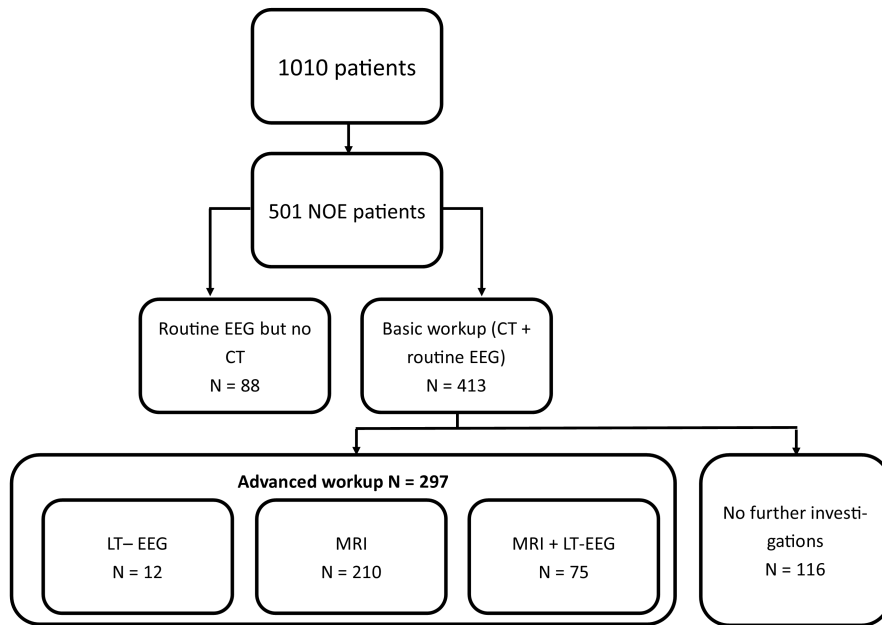 1010 patients
501 NOE patients
Routine EEG but no
CT
N = 88
Basic workup (CT +
routine EEG)
N = 413
Advanced workup N = 297
LT– EEG
N = 12
MRI
N = 210
MRI + LT-EEG
N = 75
No further investi-
gations
N = 116